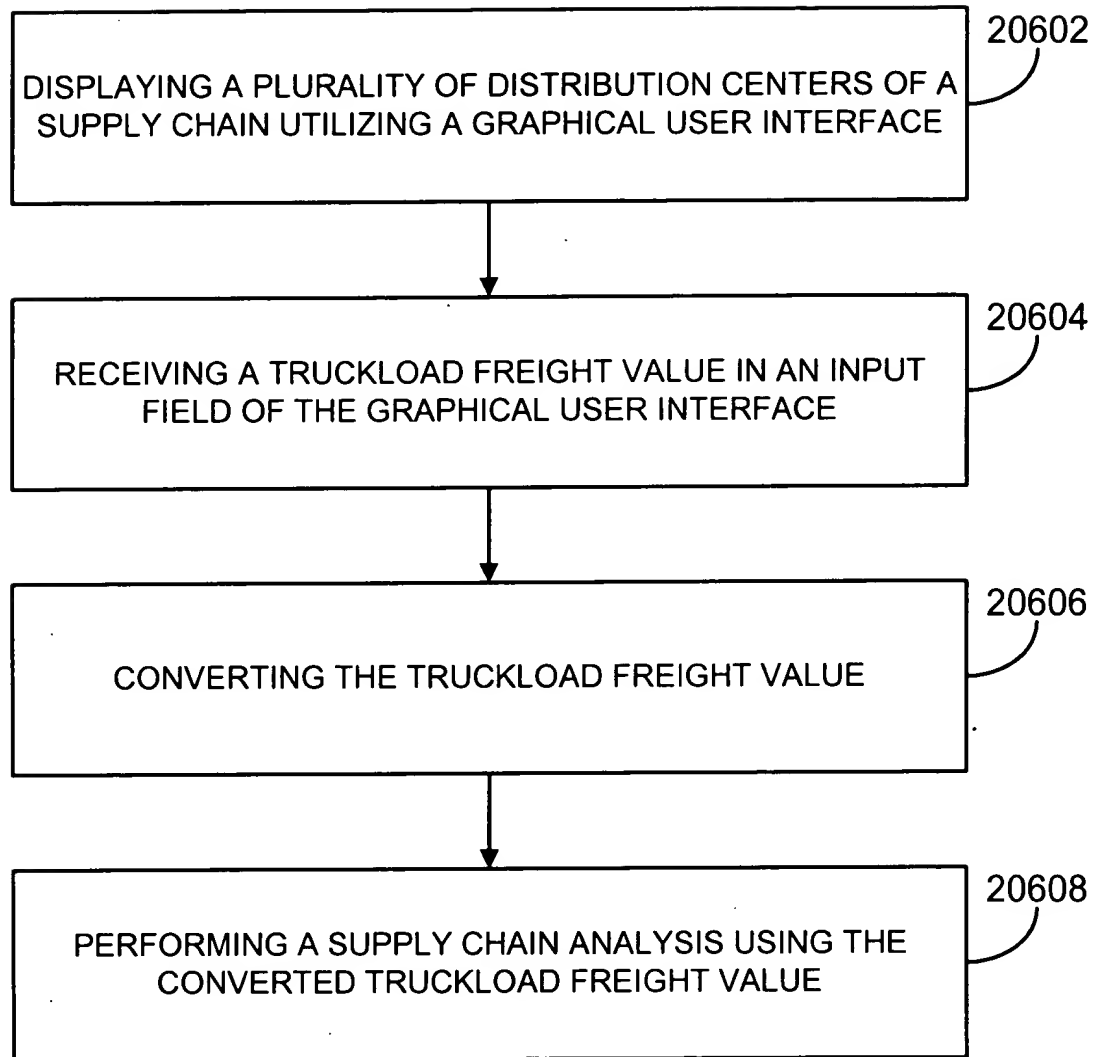 20602
DISPLAYING A PLURALITY OF DISTRIBUTION CENTERS OF A
SUPPLY CHAIN UTILIZING A GRAPHICAL USER INTERFACE
20604
RECEIVING A TRUCKLOAD FREIGHT VALUE IN AN INPUT
FIELD OF THE GRAPHICAL USER INTERFACE
20606
CONVERTING THE TRUCKLOAD FREIGHT VALUE
20608
PERFORMING A SUPPLY CHAIN ANALYSIS USING THE
CONVERTED TRUCKLOAD FREIGHT VALUE